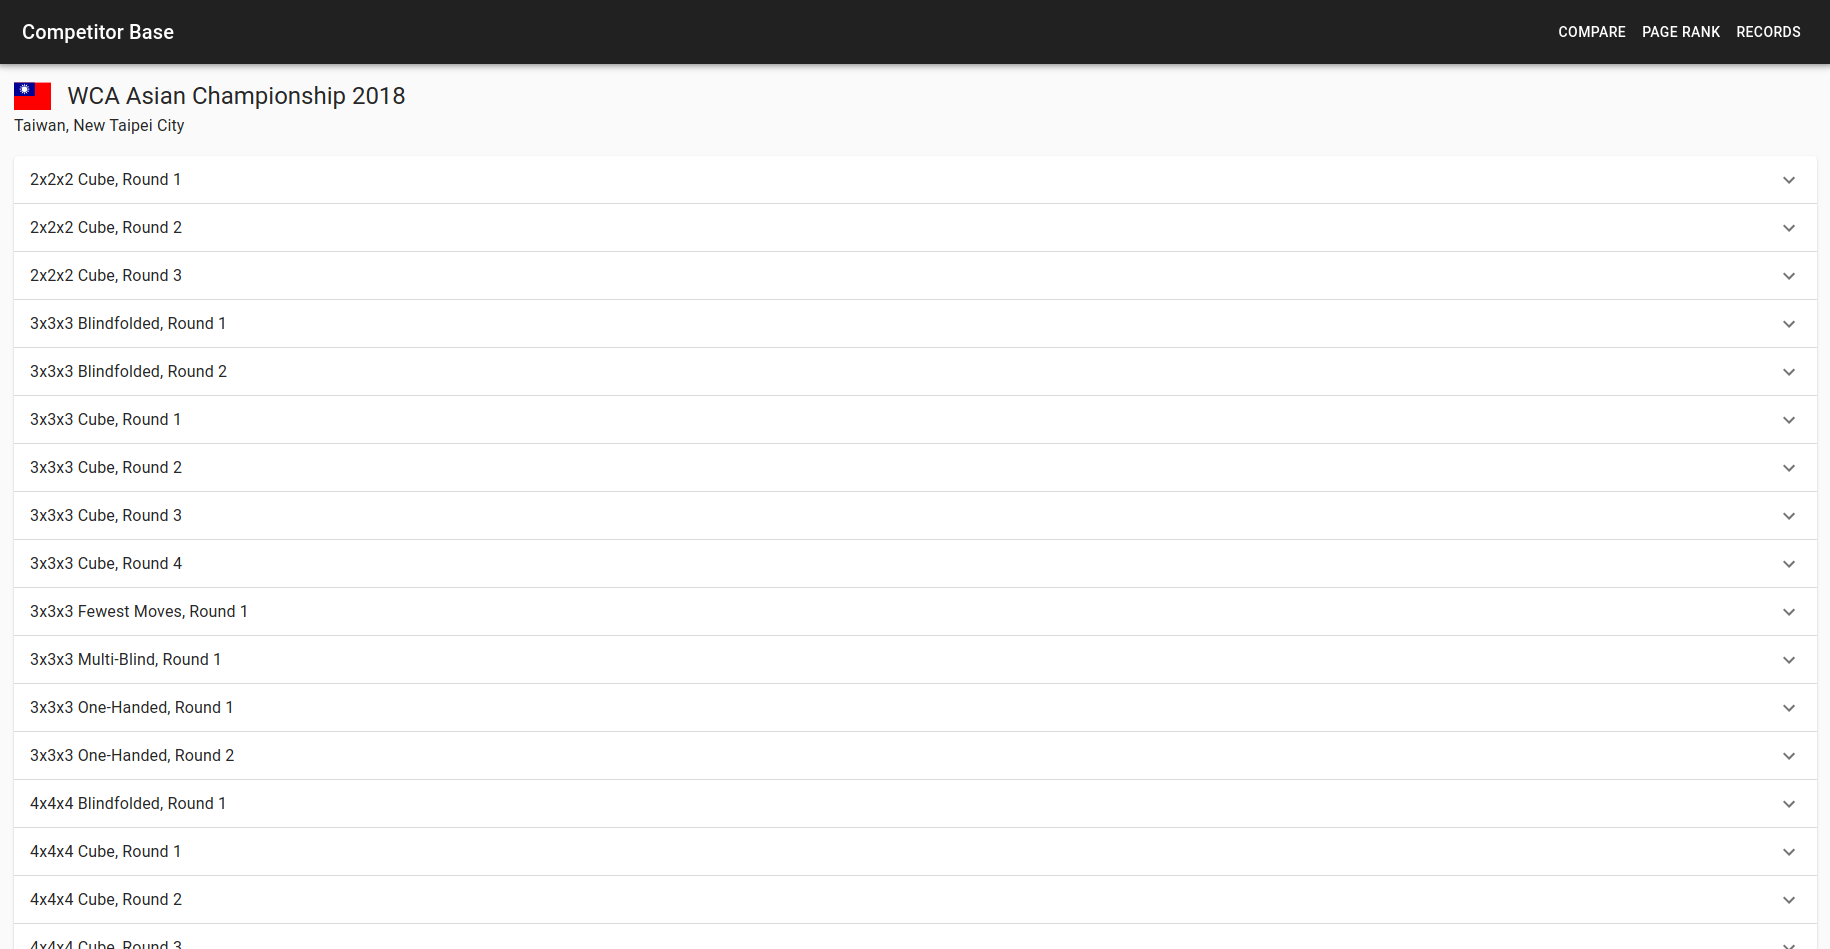 Competitor Base
COMPARE PAGE RANK RECORDS
WCA Asian Championship 2018
Taiwan, New Taipei City
2x2x2 Cube, Round 1
2x2x2 Cube, Round 2
2x2x2 Cube, Round 3
3x3x3 Blindfolded, Round 1
3x3x3 Blindfolded, Round 2
3x3x3 Cube, Round 1
3x3x3 Cube, Round 2
3x3x3 Cube, Round 3
3x3x3 Cube, Round 4
3x3x3 Fewest Moves, Round 1
3x3x3 Multi-Blind, Round 1
3x3x3 One-Handed, Round 1
3x3x3 One-Handed, Round 2
4x4x4 Blindfolded, Round 1
4x4x4 Cube, Round 1
4x4x4 Cube, Round 2
4x4x4 Cube, Round 3